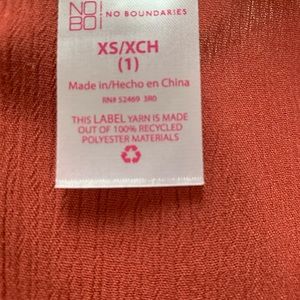 NO
BO
NO BOUNDARIES
XS/XCH
(1)
Made in/Hecho en China
RN# 52469 3R0
THIS LABEL YARN IS MADE
OUT OF 100% RECYCLED
POLYESTER MATERIALS